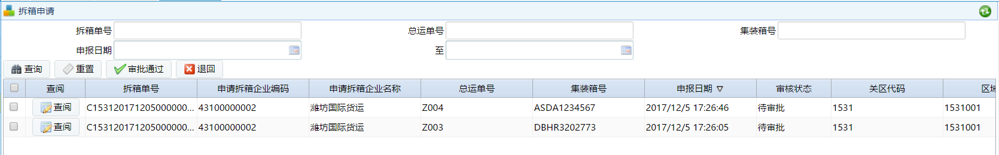 拆箱申请
拆箱单号 总运单号 集装箱号
申报日期 至
查询 重置 审批通过 退回
查阅 拆箱单号 申请拆箱企业编码 申请拆箱企业名称 总运单号 集装箱号 申报日期 审核状态 关区代码 区域
查阅 C153120171205000000... 43100000002 潍坊国际货运 Z004 ASDA1234567 2017/12/5 17:26:46 待审批 1531 1531001
查阅 C153120171205000000... 43100000002 潍坊国际货运 Z003 DBHR3202773 2017/12/5 17:26:05 待审批 1531 1531001